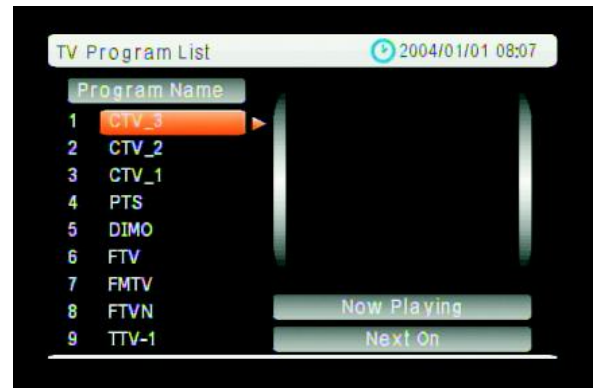 TV Program List 2004/01/01 08:07
Program Name
1 CTV_3
2 CTV_2
3 CTV_1
4 PTS
5 DIMO
6 FTV
7 FMTV
8 FTVN
9 TTV-1
Now Playing
Next On